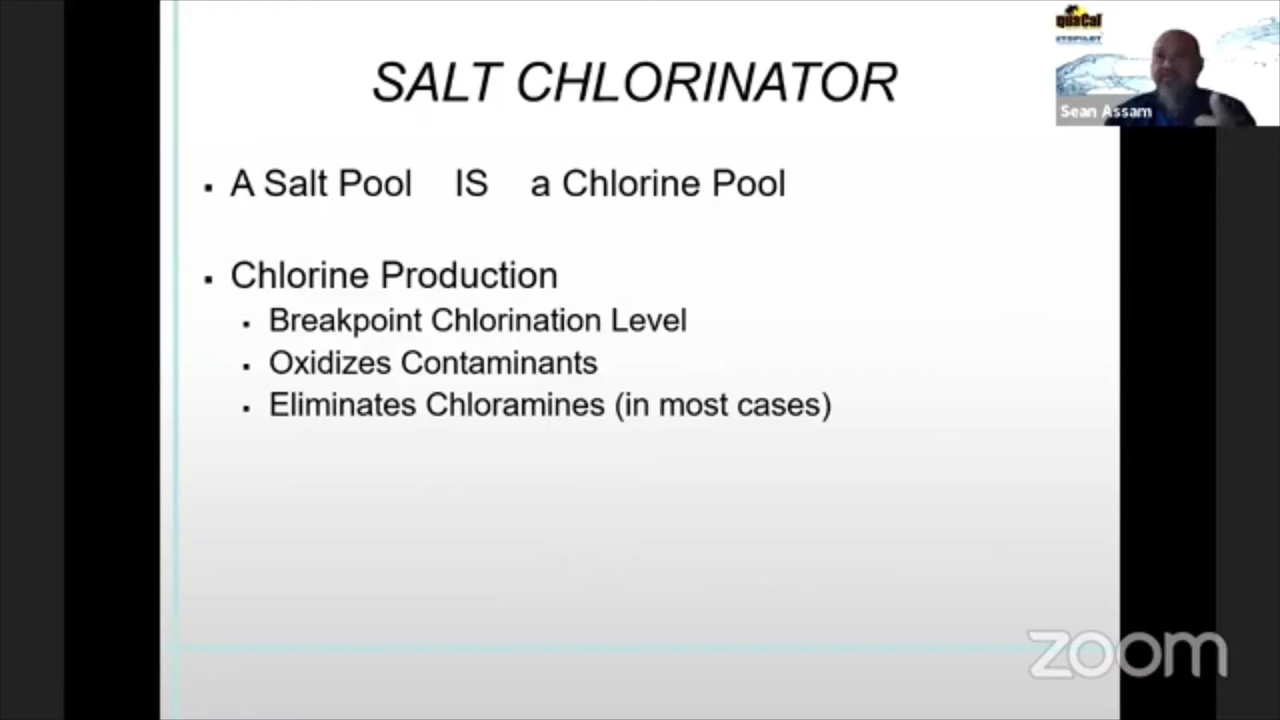 SALT CHLORINATOR
A Salt Pool IS a Chlorine Pool
Chlorine Production
Breakpoint Chlorination Level
Oxidizes Contaminants
Eliminates Chloramines (in most cases)
quaCal
Sean Assam
zoom